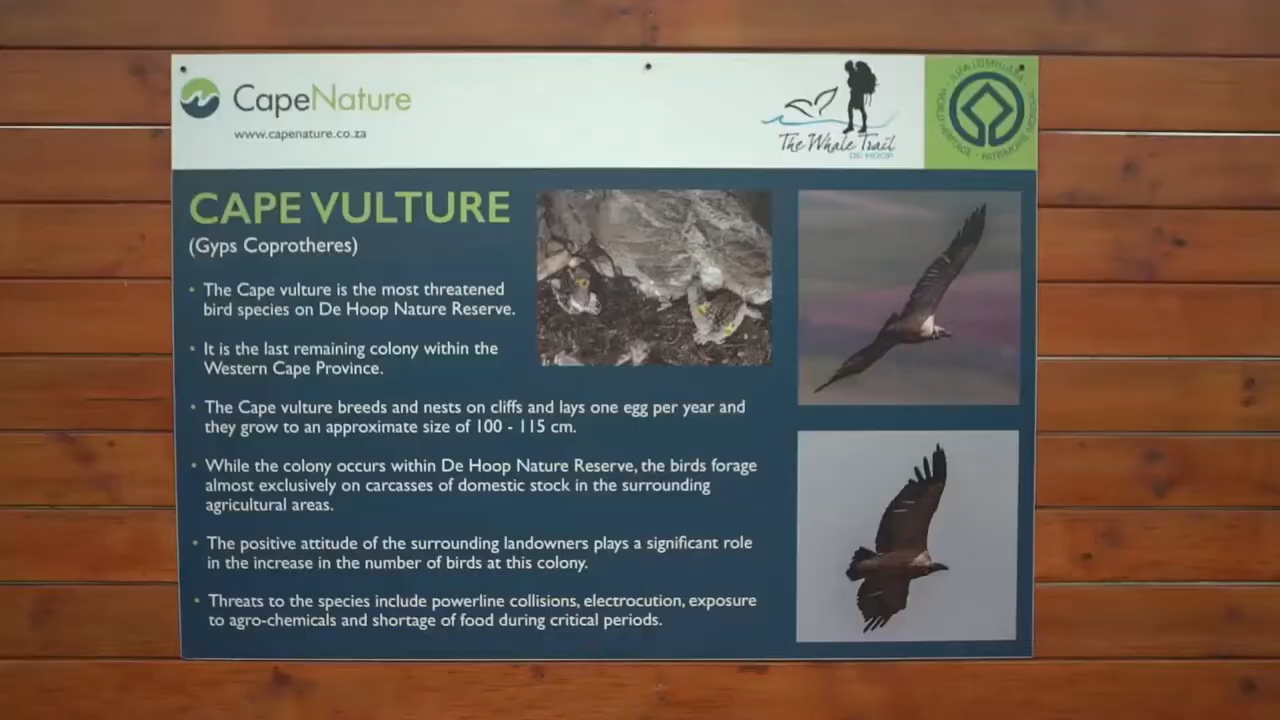 CapeNature
www.capenature.co.za
The Whale Trail
DE HOOP
WORLD HERITAGE • PATRIMOINE
CAPE VULTURE
(Gyps Coprotheres)
• The Cape vulture is the most threatened
bird species on De Hoop Nature Reserve.
• It is the last remaining colony within the
Western Cape Province.
• The Cape vulture breeds and nests on cliffs and lays one egg per year and
they grow to an approximate size of 100 - 115 cm.
• While the colony occurs within De Hoop Nature Reserve, the birds forage
almost exclusively on carcasses of domestic stock in the surrounding
agricultural areas.
• The positive attitude of the surrounding landowners plays a significant role
in the increase in the number of birds at this colony.
• Threats to the species include powerline collisions, electrocution, exposure
to agro-chemicals and shortage of food during critical periods.